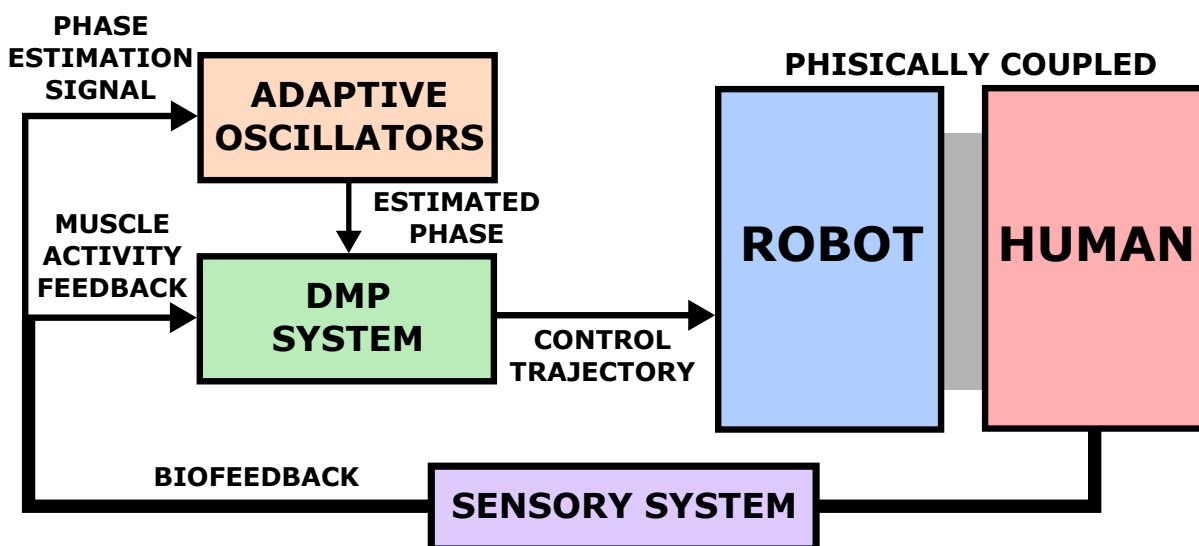 PHASE
ESTIMATION
SIGNAL
ADAPTIVE
OSCILLATORS
PHISICALLY COUPLED
ESTIMATED
PHASE
MUSCLE
ACTIVITY
FEEDBACK
DMP
SYSTEM
CONTROL
TRAJECTORY
ROBOT
HUMAN
BIOFEEDBACK
SENSORY SYSTEM